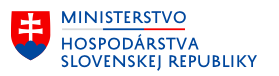 MINISTERSTVO
HOSPODÁRSTVA
SLOVENSKEJ REPUBLIKY